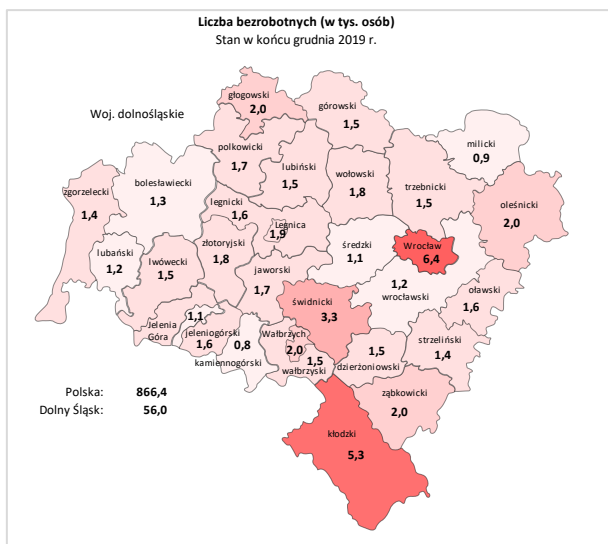 Liczba bezrobotnych (w tys. osób)
Stan w końcu grudnia 2019 r.
Woj. dolnośląskie
głogowski
2,0
górowski
1,5
milicki
0,9
polkowicki
1,7
lubiński
1,5
wołowski
1,8
trzebnicki
1,5
oleśnicki
2,0
zgorzelecki
1,4
bolesławiecki
1,3
legnicki
1,6
Legnica
1,9
lubański
1,2
lwówecki
1,5
złotoryjski
1,8
jaworski
1,7
średzki
1,1
Wrocław
6,4
1,2
wrocławski
oławski
1,6
świdnicki
3,3
Jelenia
Góra
1,1
jeleniogórski
1,6
0,8
kamiennogórski
Wałbrzych
2,0
1,5
wałbrzyski
1,5
dzierżoniowski
strzeliński
1,4
ząbkowicki
2,0
kłodzki
5,3
Polska: 866,4
Dolny Śląsk: 56,0